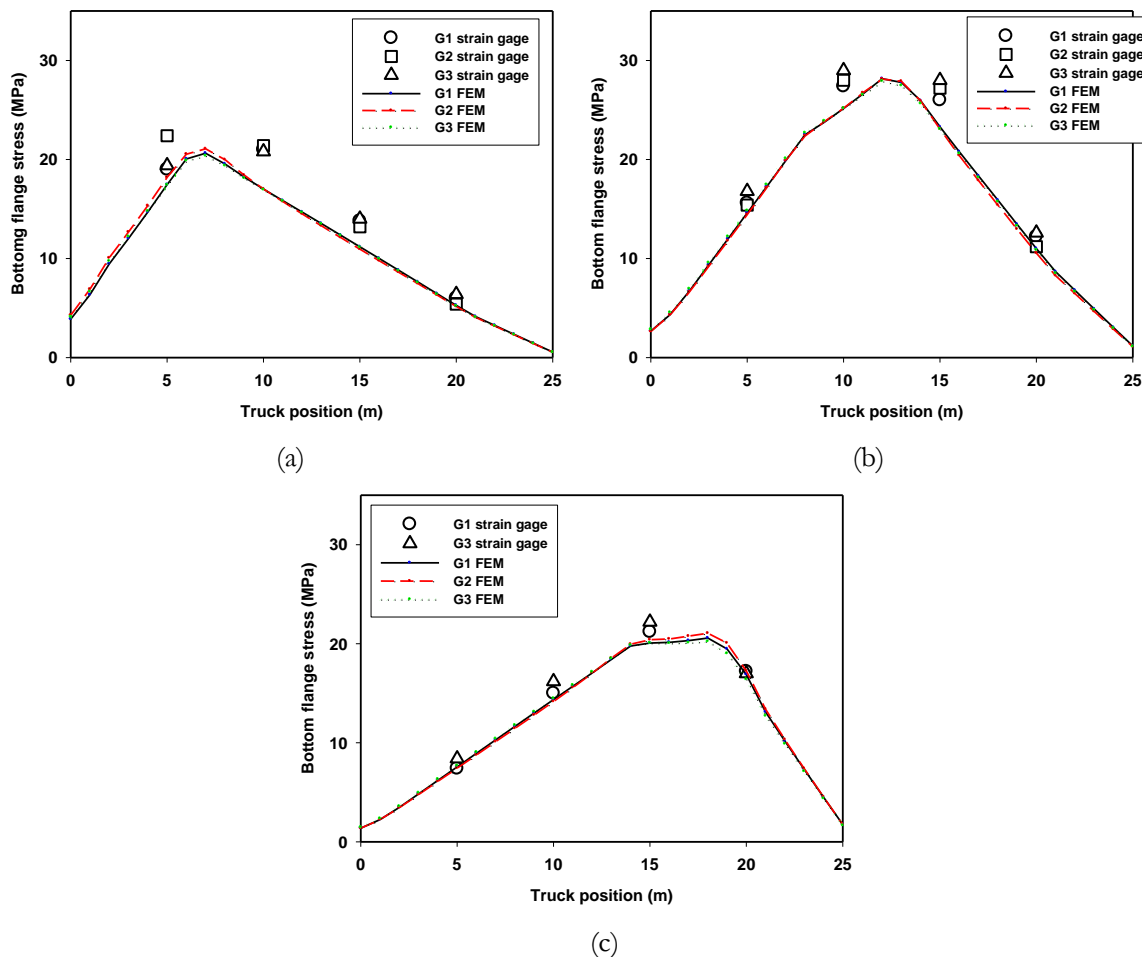 Bottomg flange stress (MPa)
30
20
10
0
G1 strain gage
G2 strain gage
G3 strain gage
G1 FEM
G2 FEM
G3 FEM
0 5 10 15 20 25
Truck position (m)
(a)
Bottom flange stress (MPa)
30
20
10
0
G1 strain gage
G2 strain gage
G3 strain gage
G1 FEM
G2 FEM
G3 FEM
0 5 10 15 20 25
Truck position (m)
(b)
Bottom flange stress (MPa)
30
20
10
0
G1 strain gage
G3 strain gage
G1 FEM
G2 FEM
G3 FEM
0 5 10 15 20 25
Truck position (m)
(c)